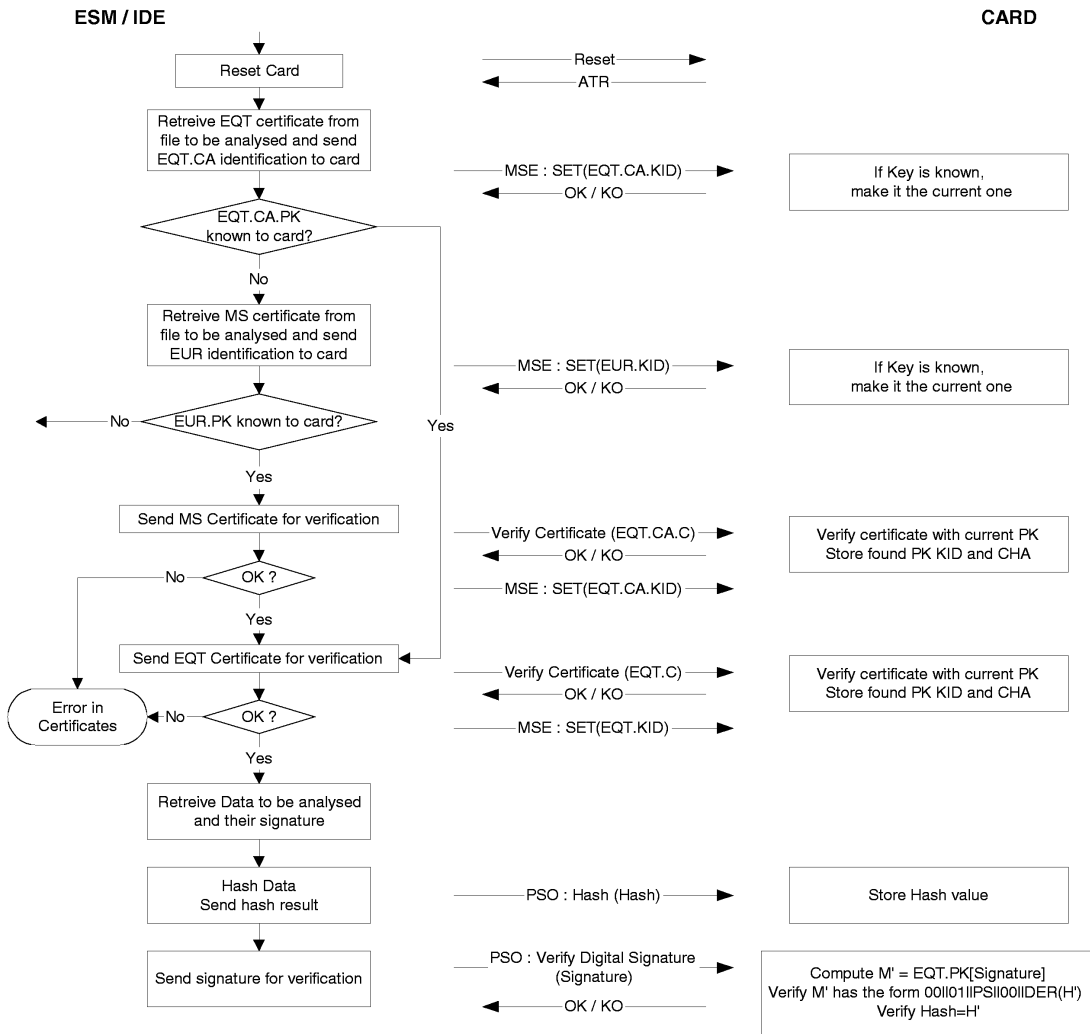 ESM / IDE
CARD
Reset Card
Reset
ATR
Retreive EQT certificate from
file to be analysed and send
EQT.CA identification to card
MSE : SET(EQT.CA.KID)
OK / KO
If Key is known,
make it the current one
EQT.CA.PK
known to card?
No
Retreive MS certificate from
file to be analysed and send
EUR identification to card
MSE : SET(EUR.KID)
OK / KO
If Key is known,
make it the current one
No
EUR.PK known to card?
Yes
Yes
Send MS Certificate for verification
Verify Certificate (EQT.CA.C)
OK / KO
Verify certificate with current PK
Store found PK KID and CHA
No
OK ?
MSE : SET(EQT.CA.KID)
Yes
Send EQT Certificate for verification
Verify Certificate (EQT.C)
OK / KO
Verify certificate with current PK
Store found PK KID and CHA
Error in
Certificates
No
OK ?
MSE : SET(EQT.KID)
Yes
Retreive Data to be analysed
and their signature
Hash Data
Send hash result
PSO : Hash (Hash)
Store Hash value
Send signature for verification
PSO : Verify Digital Signature
(Signature)
OK / KO
Compute M' = EQT.PK[Signature]
Verify M' has the form 00||01||PS||00||DER(H')
Verify Hash=H'